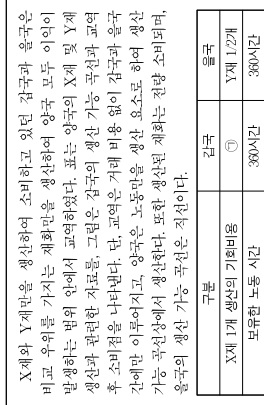 X재와 Y재만을 생산하여 소비하고 있던 갑국과 을국은
비교 우위를 가지는 재화만을 생산하여 양국 모두 이익이
발생하는 범위 안에서 교역하였다. 표는 양국의 X재 및 Y재
생산과 관련한 자료를, 그림은 갑국의 생산 가능 곡선과 교역
후 소비점을 나타낸다. 단, 교역은 거래 비용 없이 갑국과 을국
간에만 이루어지고, 양국은 노동만을 생산 요소로 하여 생산
가능 곡선상에서 생산한다. 또한 생산된 재화는 전량 소비되며,
을국의 생산 가능 곡선은 직선이다.
구분 갑국 을국
X재 1개 생산의 기회비용 ㉠ Y재 1/2개
보유한 노동 시간 360시간 360시간